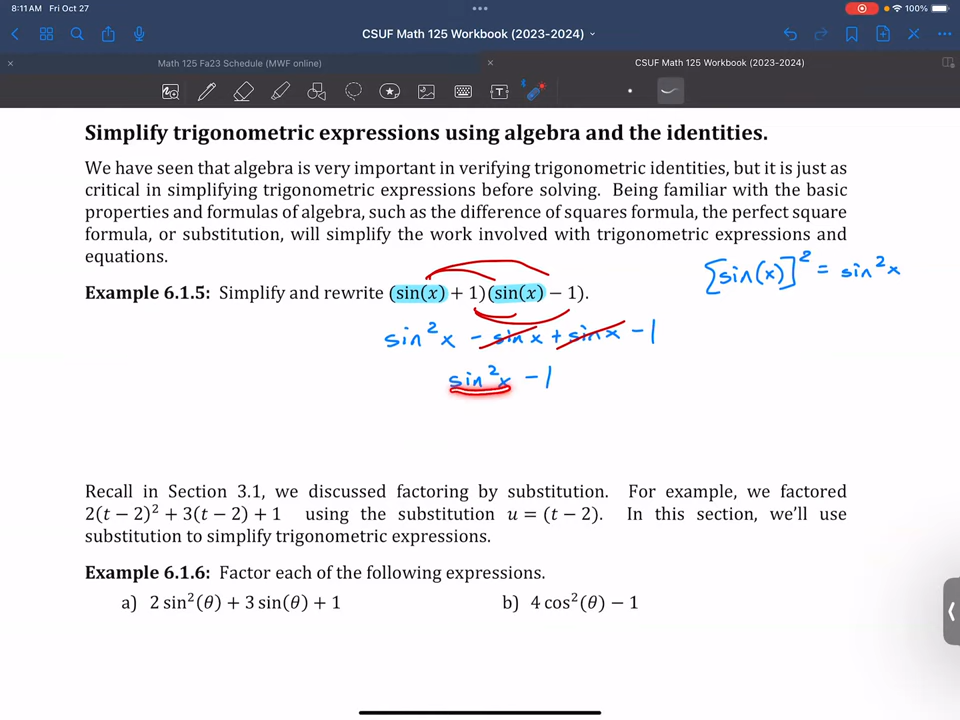 8:11 AM Fri Oct 27
100%
CSUF Math 125 Workbook (2023-2024)
Math 125 Fa23 Schedule (MWF online)
CSUF Math 125 Workbook (2023-2024)
Simplify trigonometric expressions using algebra and the identities.
We have seen that algebra is very important in verifying trigonometric identities, but it is just as
critical in simplifying trigonometric expressions before solving. Being familiar with the basic
properties and formulas of algebra, such as the difference of squares formula, the perfect square
formula, or substitution, will simplify the work involved with trigonometric expressions and
equations.
[sin(x)]² = sin²x
Example 6.1.5: Simplify and rewrite (sin(x) + 1)(sin(x) − 1).
sin²x − sin x + sin x − 1
sin²x − 1
Recall in Section 3.1, we discussed factoring by substitution. For example, we factored
2(t − 2)² + 3(t − 2) + 1 using the substitution u = (t − 2). In this section, we'll use
substitution to simplify trigonometric expressions.
Example 6.1.6: Factor each of the following expressions.
a) 2 sin²(θ) + 3 sin(θ) + 1
b) 4 cos²(θ) − 1